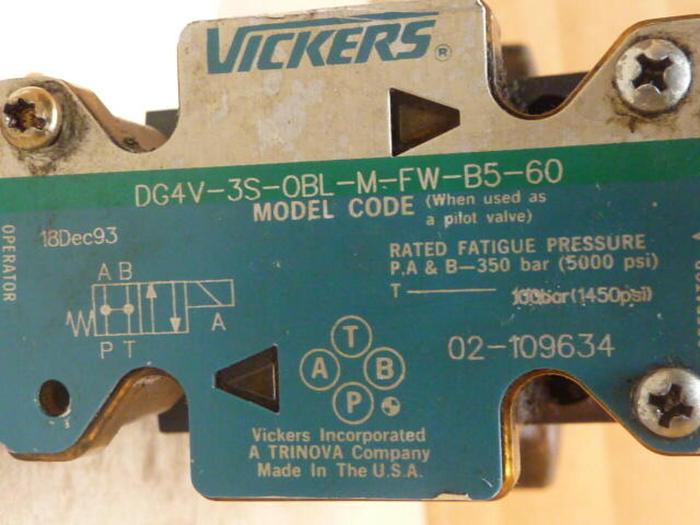 VICKERS®
DG4V-3S-OBL-M-FW-B5-60
MODEL CODE (When used as
a pilot valve)
OPERATOR
18Dec93
RATED FATIGUE PRESSURE
P.A & B-350 bar (5000 psi)
T 100bar(1450psi)
A B
A
P T
02-109634
T
A B
P
Vickers Incorporated
A TRINOVA Company
Made In The U.S.A.